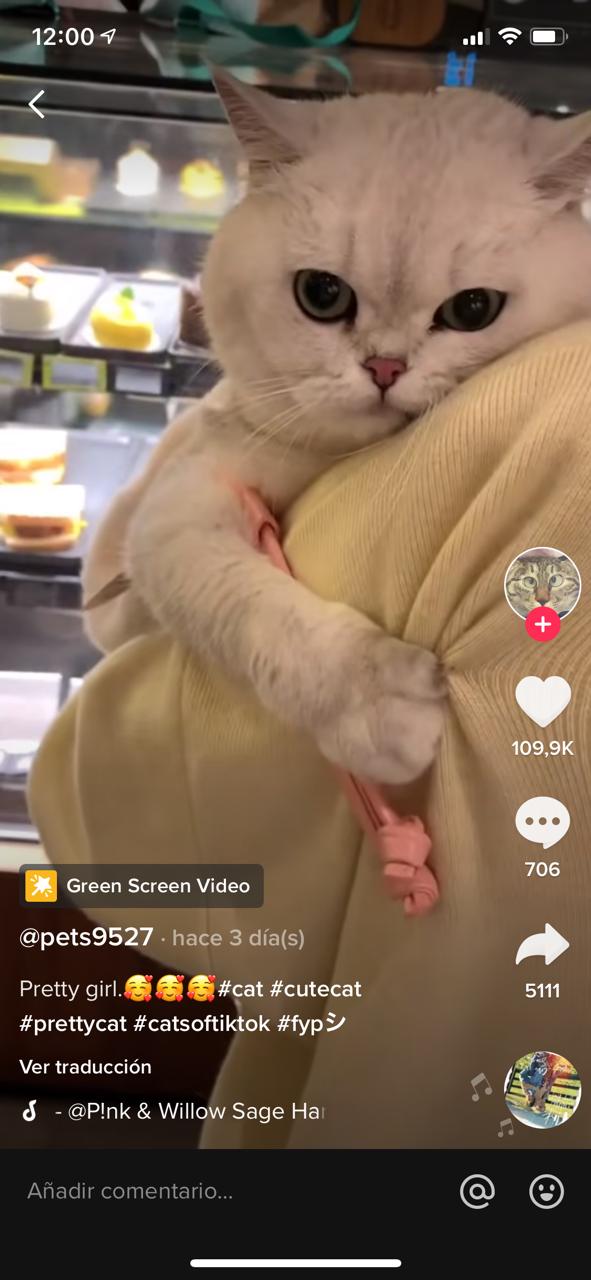 12:00
109,9K
706
5111
Green Screen Video
@pets9527 · hace 3 día(s)
Pretty girl.🥰🥰🥰#cat #cutecat
#prettycat #catsoftiktok #fypシ
Ver traducción
- @P!nk & Willow Sage Har
Añadir comentario...